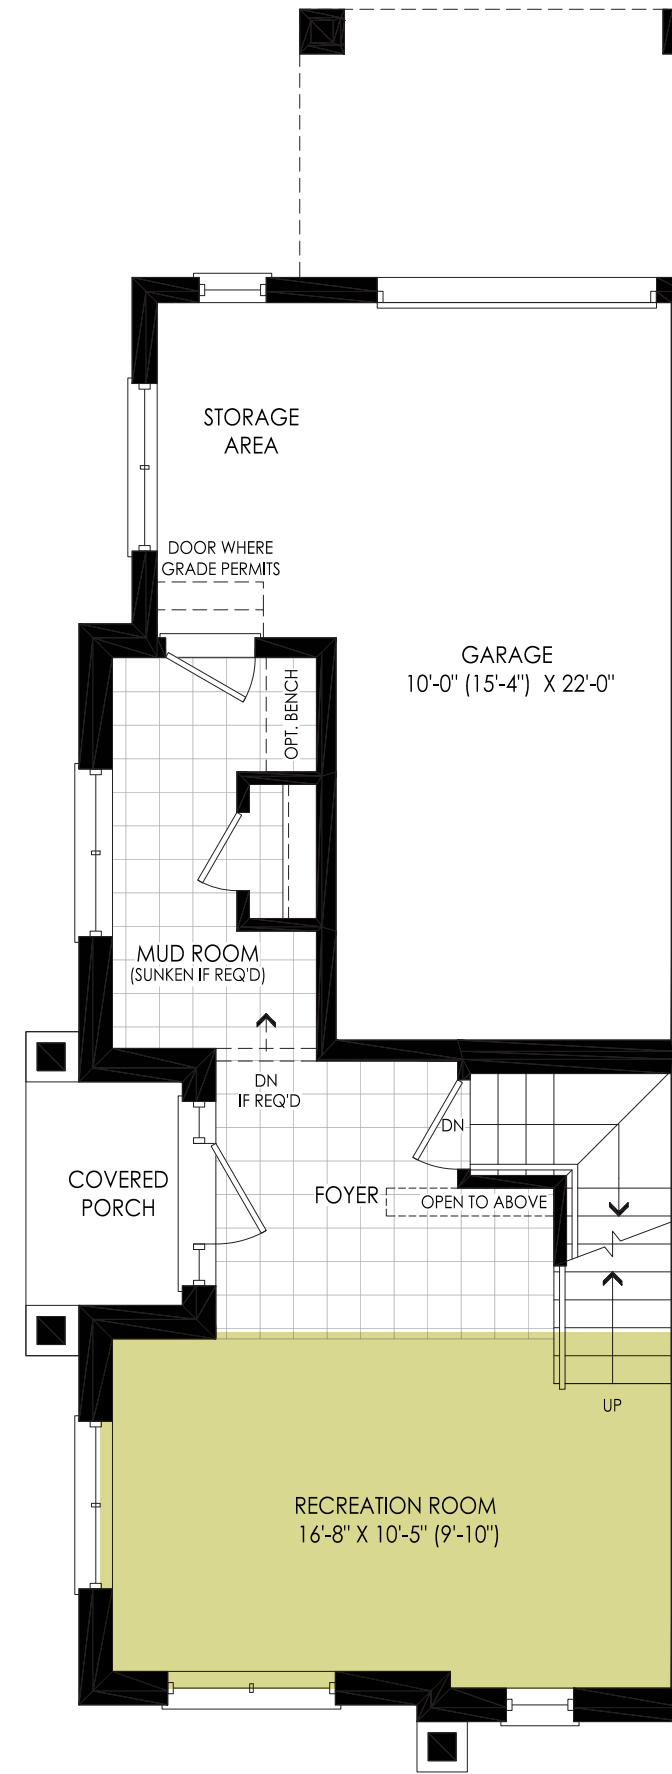 STORAGE
AREA
DOOR WHERE
GRADE PERMITS
GARAGE
10'-0" (15'-4") X 22'-0"
OPT. BENCH
MUD ROOM
(SUNKEN IF REQ'D)
DN
IF REQ'D
DN
COVERED
PORCH
FOYER
OPEN TO ABOVE
UP
RECREATION ROOM
16'-8" X 10'-5" (9'-10")